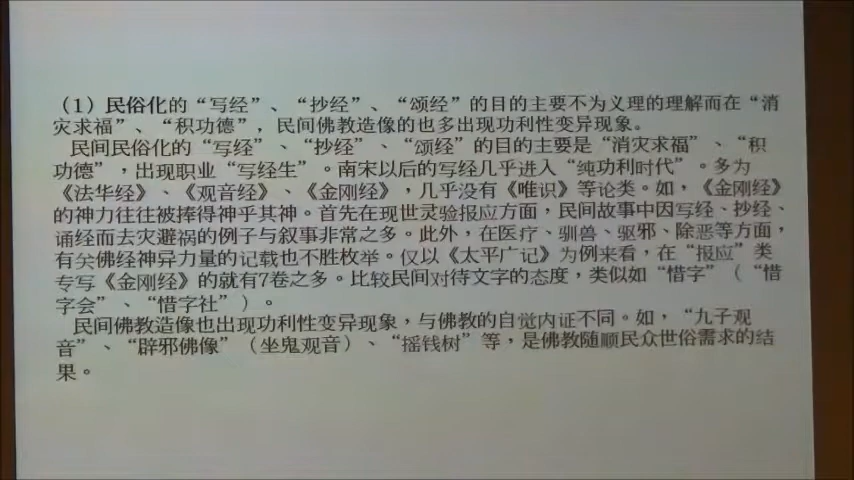 （1）民俗化的“写经”、“抄经”、“颂经”的目的主要不为义理的理解而在“消
灾求福”、“积功德”，民间佛教造像的也多出现功利性变异现象。
民间民俗化的“写经”、“抄经”、“颂经”的目的主要是“消灾求福”、“积
功德”，出现职业“写经生”。南宋以后的写经几乎进入“纯功利时代”。多为
《法华经》、《观音经》、《金刚经》，几乎没有《唯识》等论类。如，《金刚经》
的神力往往被捧得神乎其神。首先在现世灵验报应方面，民间故事中因写经、抄经、
诵经而去灾避祸的例子与叙事非常之多。此外，在医疗、驯兽、驱邪、除恶等方面，
有关佛经神异力量的记载也不胜枚举。仅以《太平广记》为例来看，在“报应”类
专写《金刚经》的就有7卷之多。比较民间对待文字的态度，类似如“惜字”（“惜
字会”、“惜字社”）。
民间佛教造像也出现功利性变异现象，与佛教的自觉内证不同。如，“九子观
音”、“辟邪佛像”（坐鬼观音）、“摇钱树”等，是佛教随顺民众世俗需求的结
果。